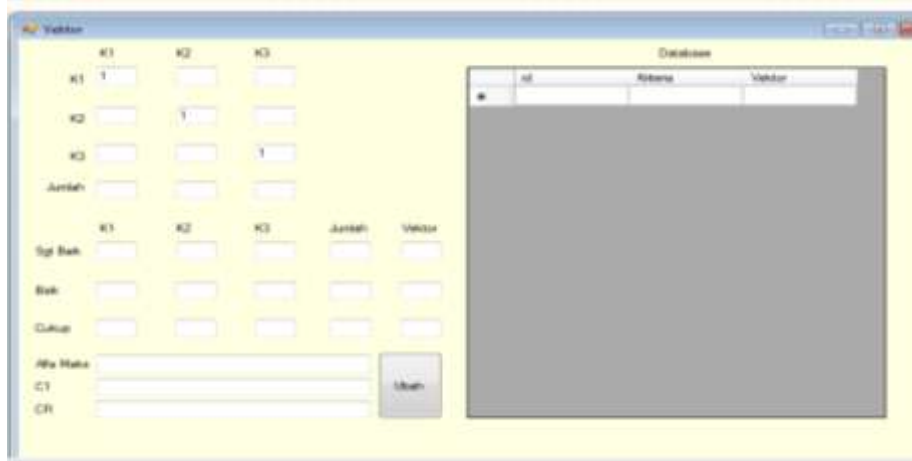 Vektor
K1 K2 K3
K1 1
K2 1
K3 1
Jumlah
K1 K2 K3 Jumlah Vektor
Sgt Baik
Baik
Cukup
Alfa Maks
C1
CR
Ubah
Database
id Kriteria Vektor